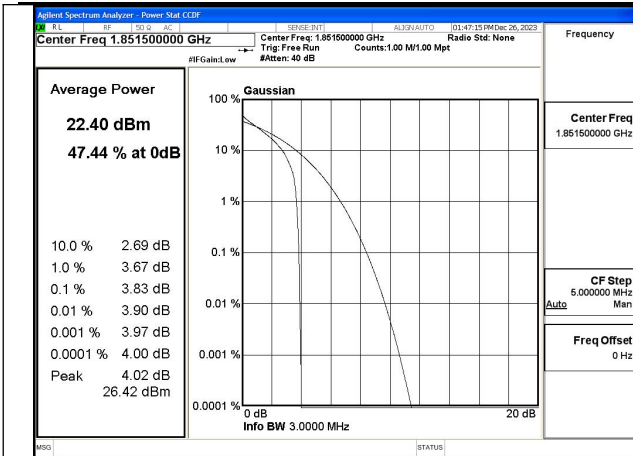 Agilent Spectrum Analyzer - Power Stat CCDF
RL RF 50 Ω AC SENSE:INT ALIGN AUTO 01:47:15 PM Dec 26, 2023
Center Freq 1.851500000 GHz
Center Freq: 1.851500000 GHz Radio Std: None
Trig: Free Run Counts:1.00 M/1.00 Mpt
#IFGain:Low #Atten: 40 dB
Frequency
Average Power
22.40 dBm
47.44 % at 0dB
10.0 % 2.69 dB
1.0 % 3.67 dB
0.1 % 3.83 dB
0.01 % 3.90 dB
0.001 % 3.97 dB
0.0001 % 4.00 dB
Peak 4.02 dB
26.42 dBm
Gaussian
100 %
10 %
1 %
0.1 %
0.01 %
0.001 %
0.0001 %
0 dB 20 dB
Info BW 3.0000 MHz
Center Freq
1.851500000 GHz
CF Step
5.000000 MHz
Auto Man
Freq Offset
0 Hz
MSG STATUS